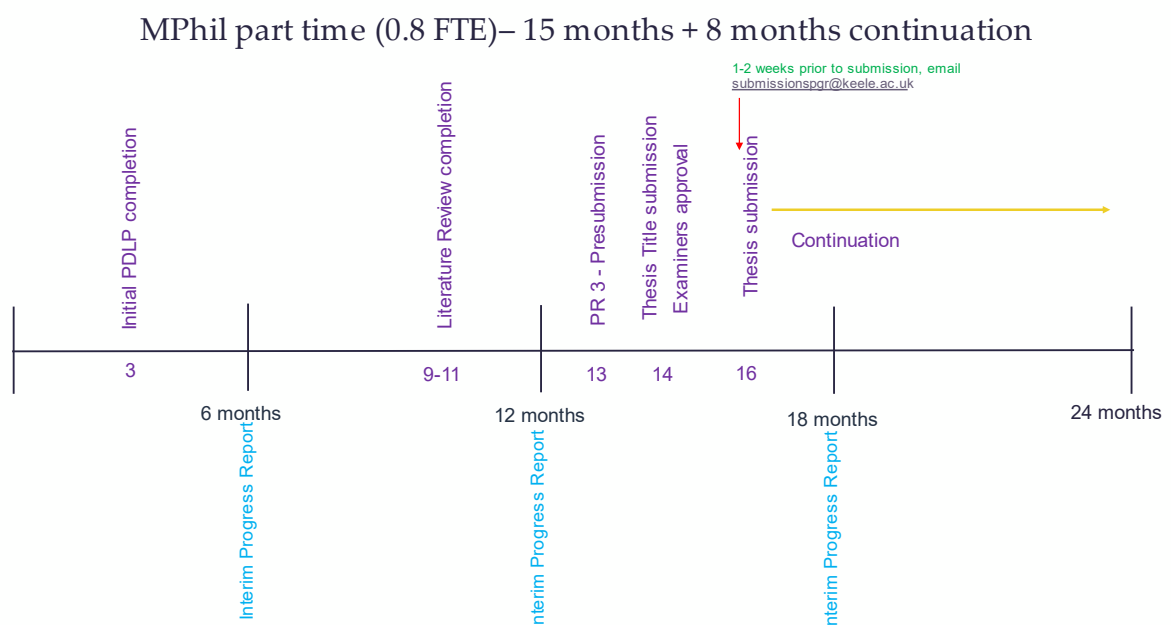 MPhil part time (0.8 FTE)– 15 months + 8 months continuation
1-2 weeks prior to submission, email
submissionspgr@keele.ac.uk
Initial PDLP completion
Literature Review completion
PR 3 - Presubmission
Thesis Title submission
Examiners approval
Thesis submission
Continuation
3
9-11
13
14
16
6 months
12 months
18 months
24 months
Interim Progress Report
nterim Progress Report
nterim Progress Report